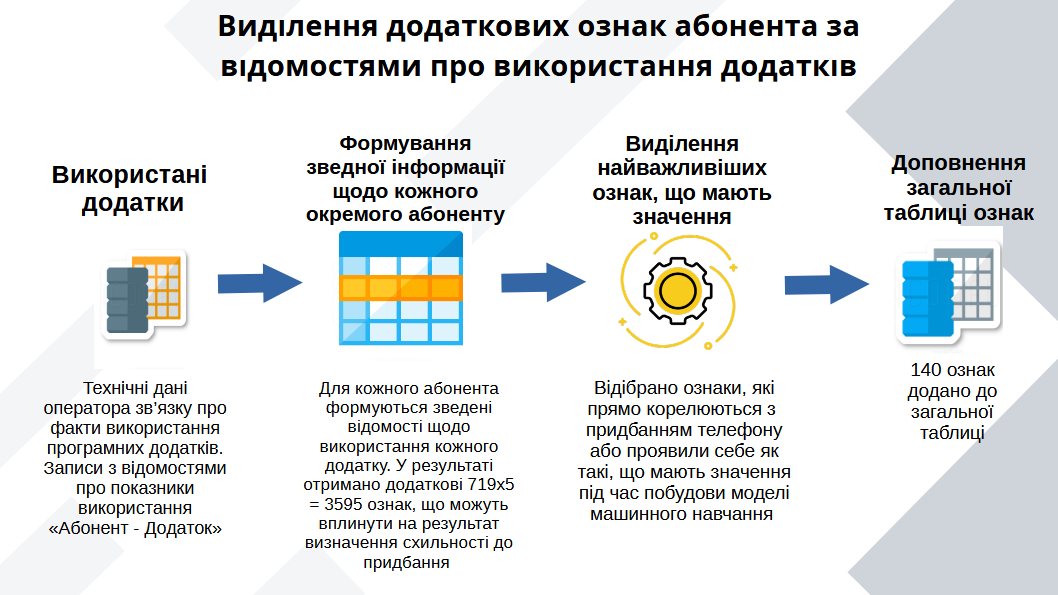 Виділення додаткових ознак абонента за
відомостями про використання додатків
Використані
додатки
Технічні дані
оператора зв’язку про
факти використання
програмних додатків.
Записи з відомостями
про показники
використання
«Абонент - Додаток»
Формування
зведної інформації
щодо кожного
окремого абоненту
Для кожного абонента
формуються зведені
відомості щодо
використання кожного
додатку. У результаті
отримано додаткові 719x5
= 3595 ознак, що можуть
вплинути на результат
визначення схильності до
придбання
Виділення
найважливіших
ознак, що мають
значення
Відібрано ознаки, які
прямо корелюються з
придбанням телефону
або проявили себе як
такі, що мають значення
під час побудови моделі
машинного навчання
Доповнення
загальної
таблиці ознак
140 ознак
додано до
загальної
таблиці